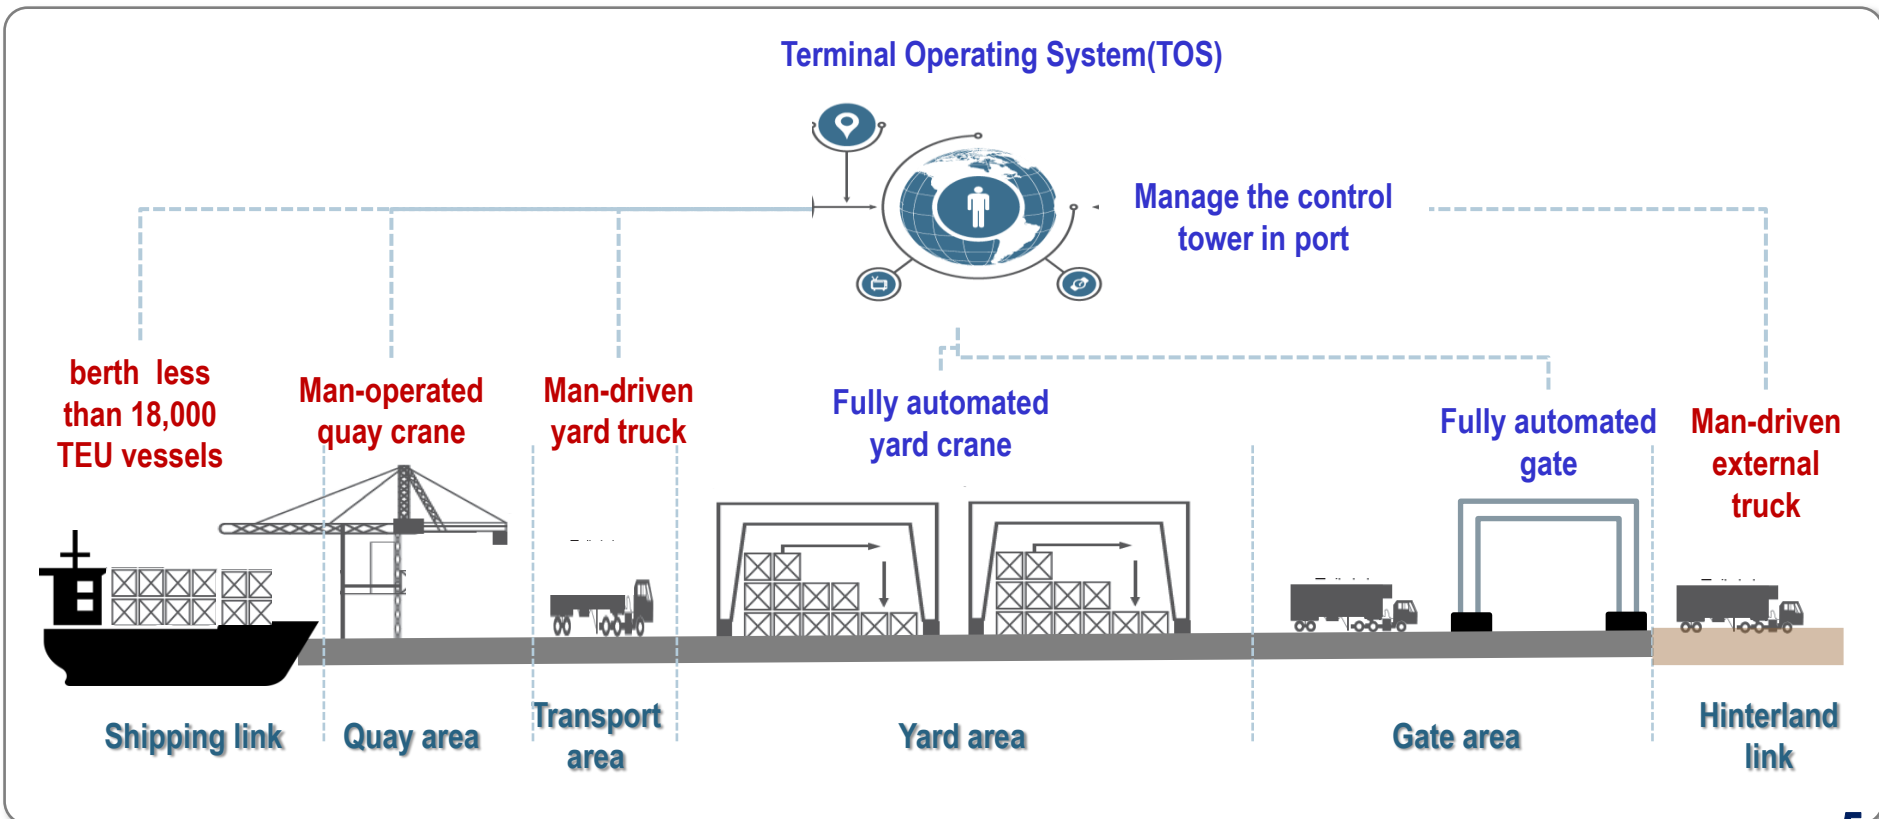 Terminal Operating System(TOS)
Manage the control
tower in port
berth less
than 18,000
TEU vessels
Man-operated
quay crane
Man-driven
yard truck
Fully automated
yard crane
Fully automated
gate
Man-driven
external
truck
Shipping link
Quay area
Transport
area
Yard area
Gate area
Hinterland
link